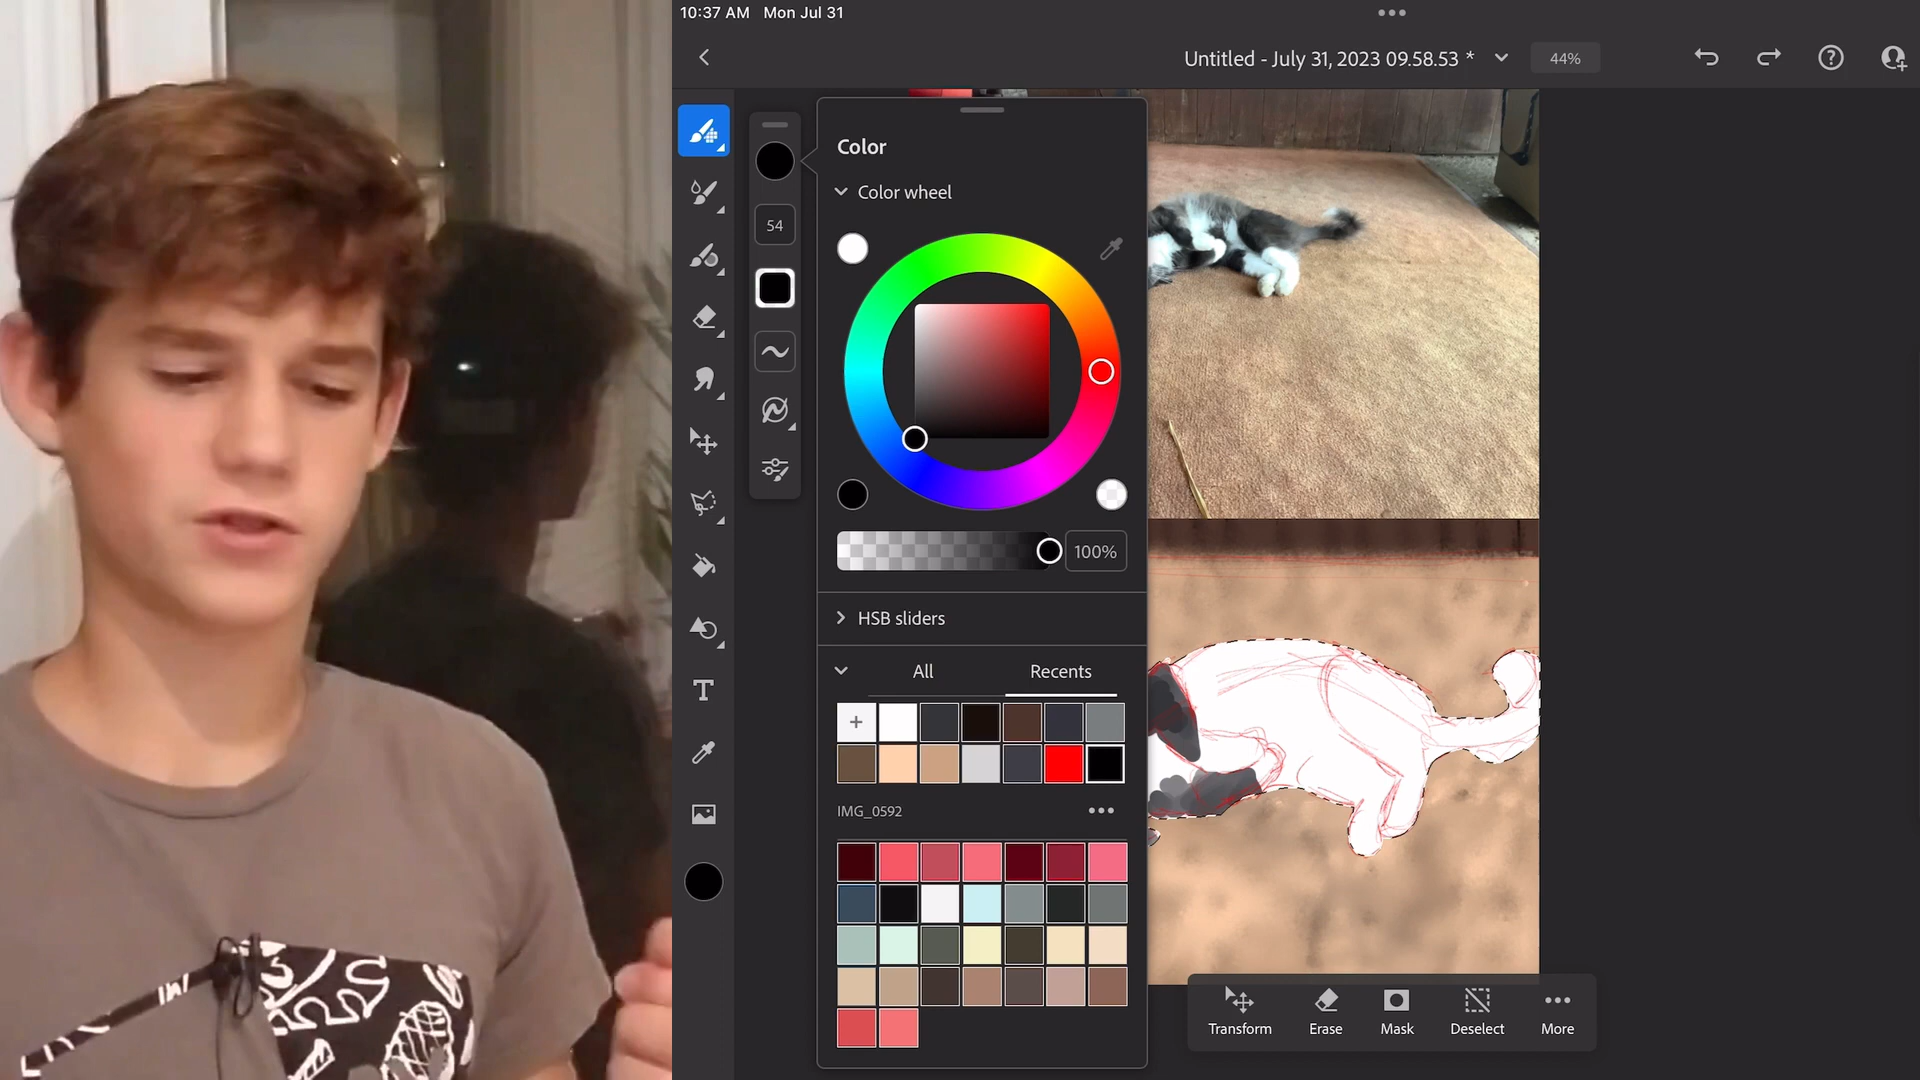 10:37 AM Mon Jul 31
Untitled - July 31, 2023 09.58.53 *
44%
Color
Color wheel
54
100%
HSB sliders
All
Recents
IMG_0592
T
Transform
Erase
Mask
Deselect
More